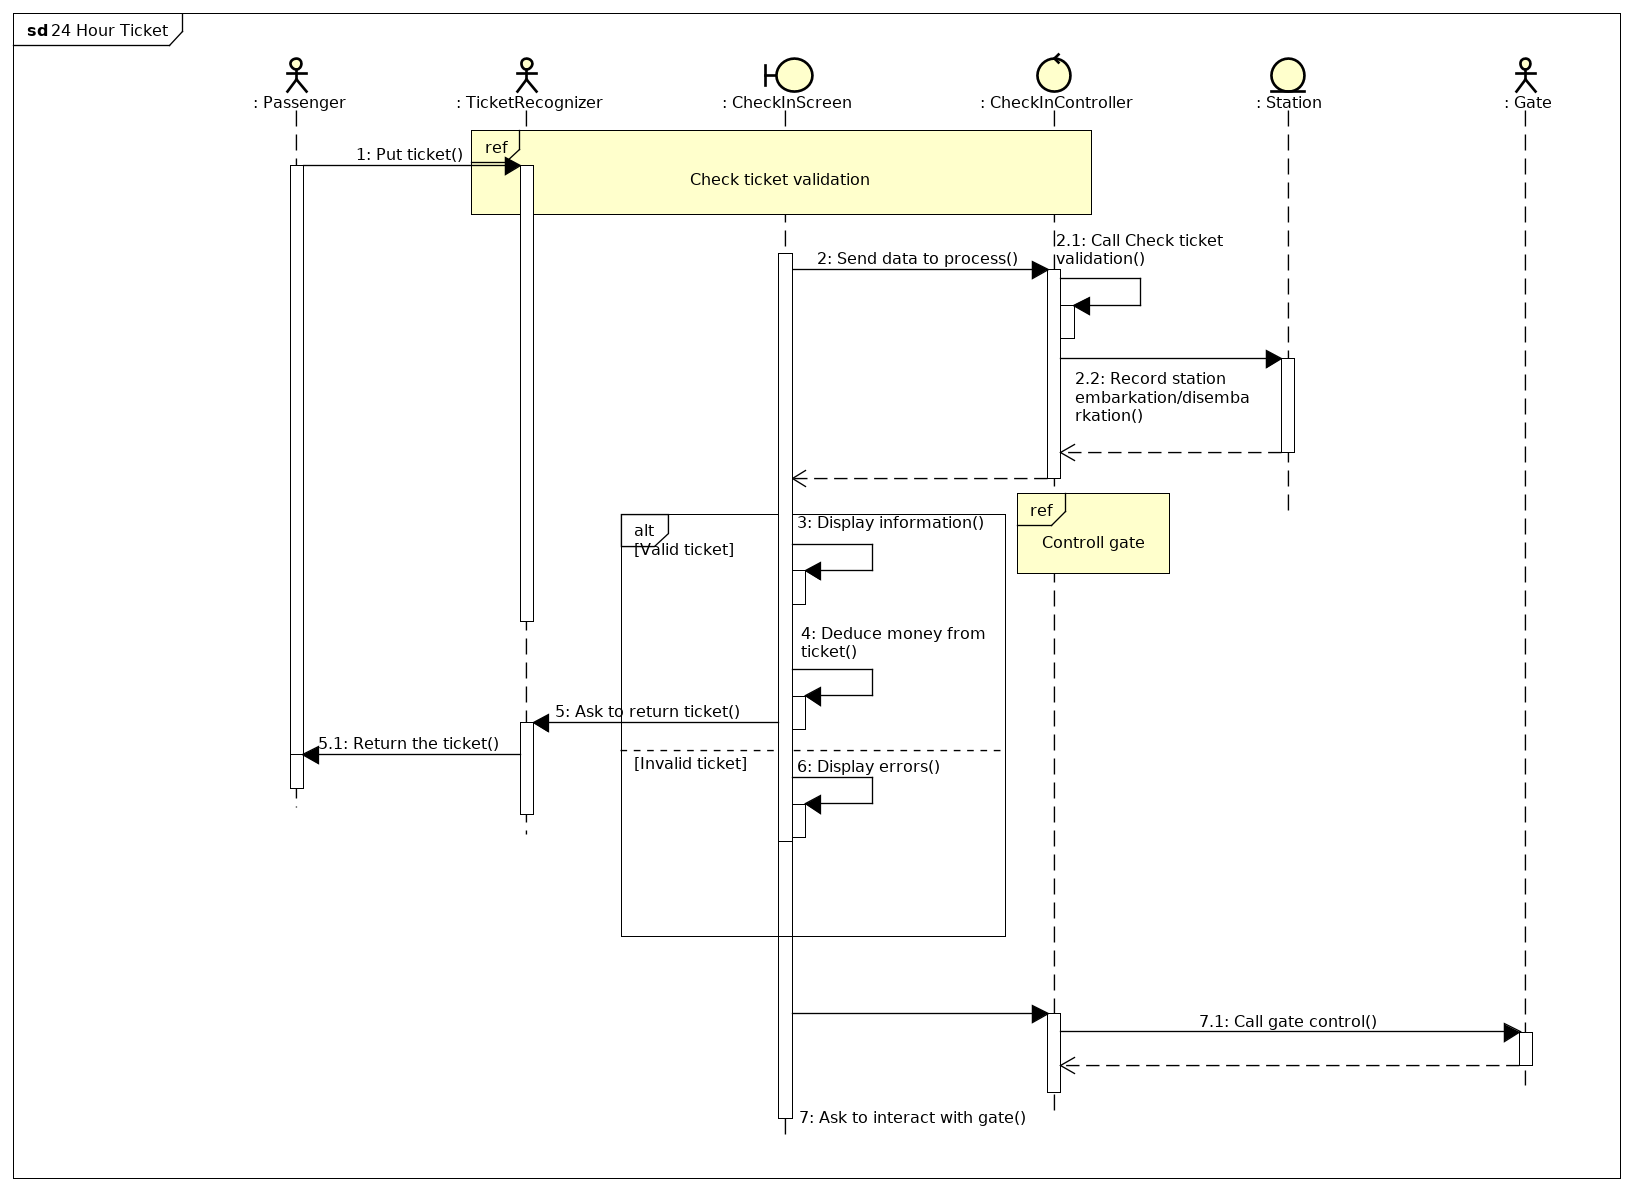 sd 24 Hour Ticket
: Passenger
: TicketRecognizer
: CheckInScreen
: CheckInController
: Station
: Gate
ref
1: Put ticket()
Check ticket validation
2.1: Call Check ticket
validation()
2: Send data to process()
2.2: Record station
embarkation/disemba
rkation()
ref
Controll gate
alt
[Valid ticket]
3: Display information()
4: Deduce money from
ticket()
5: Ask to return ticket()
5.1: Return the ticket()
[Invalid ticket]
6: Display errors()
7.1: Call gate control()
7: Ask to interact with gate()